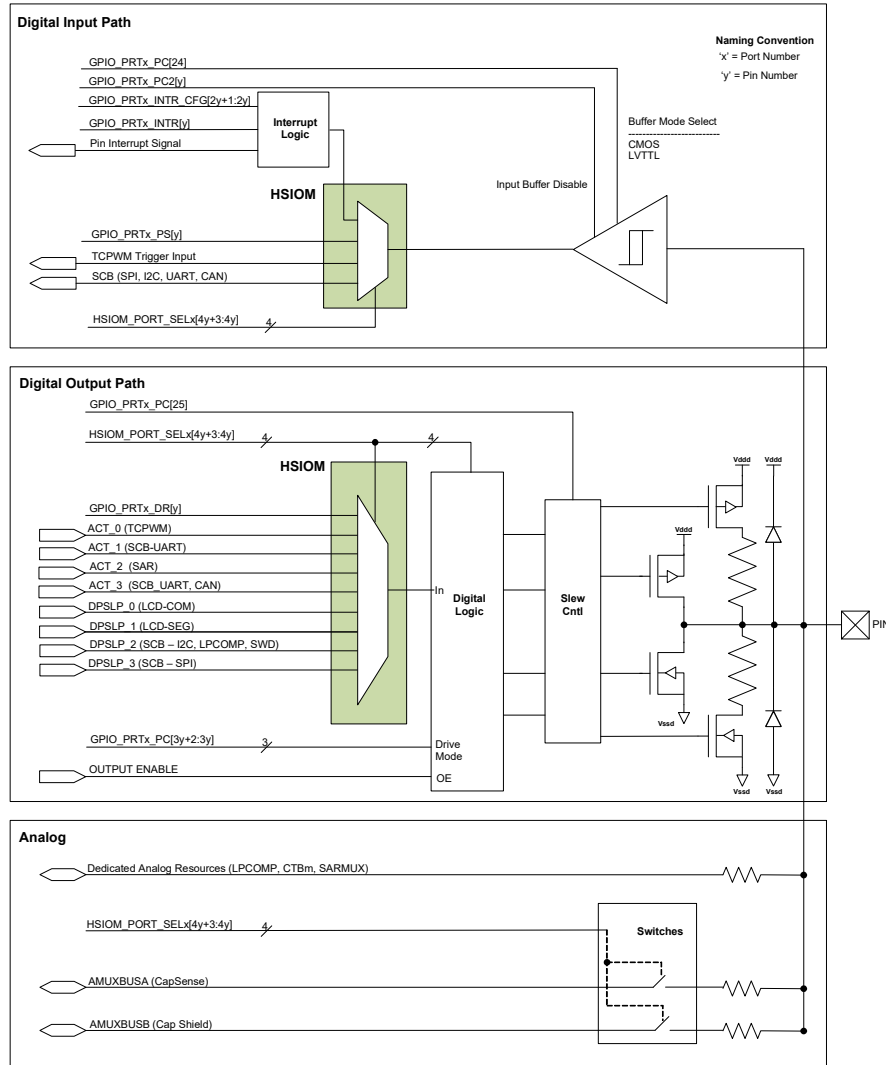 Digital Input Path
Naming Convention
'x' = Port Number
'y' = Pin Number
GPIO_PRTx_PC[24]
GPIO_PRTx_PC2[y]
GPIO_PRTx_INTR_CFG[2y+1:2y]
GPIO_PRTx_INTR[y]
Pin Interrupt Signal
Interrupt
Logic
Buffer Mode Select
---------------------------
CMOS
LVTTL
Input Buffer Disable
HSIOM
GPIO_PRTx_PS[y]
TCPWM Trigger Input
SCB (SPI, I2C, UART, CAN)
HSIOM_PORT_SELx[4y+3:4y]
4
Digital Output Path
GPIO_PRTx_PC[25]
HSIOM_PORT_SELx[4y+3:4y]
4
4
HSIOM
GPIO_PRTx_DR[y]
ACT_0 (TCPWM)
ACT_1 (SCB-UART)
ACT_2 (SAR)
ACT_3 (SCB_UART, CAN)
DPSLP_0 (LCD-COM)
DPSLP_1 (LCD-SEG)
DPSLP_2 (SCB – I2C, LPCOMP, SWD)
DPSLP_3 (SCB – SPI)
In
Digital
Logic
Slew
Cntl
Vddd
Vddd
Vddd
PIN
Vssd
Vssd
Vssd
GPIO_PRTx_PC[3y+2:3y]
3
Drive
Mode
OUTPUT ENABLE
OE
Analog
Dedicated Analog Resources (LPCOMP, CTBm, SARMUX)
HSIOM_PORT_SELx[4y+3:4y]
4
Switches
AMUXBUSA (CapSense)
AMUXBUSB (Cap Shield)